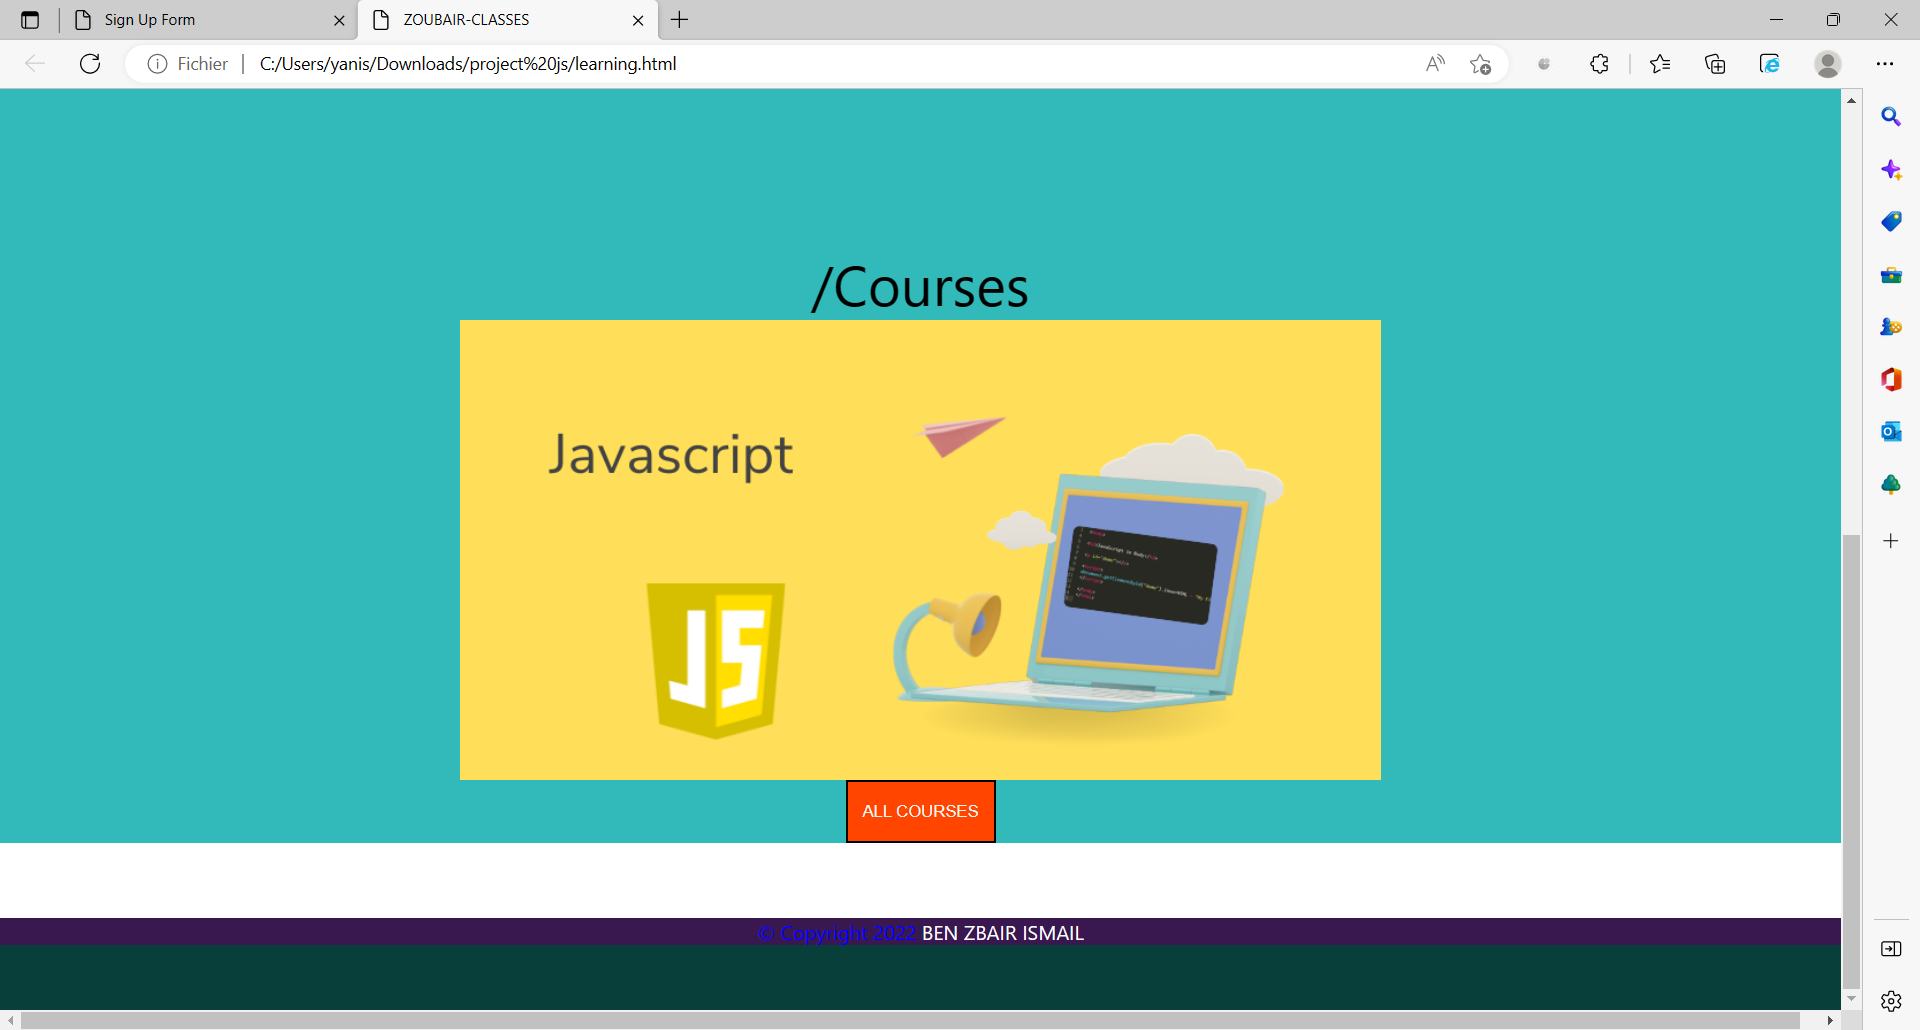 Sign Up Form
ZOUBAIR-CLASSES
Fichier
C:/Users/yanis/Downloads/project%20js/learning.html
/Courses
Javascript
JS
ALL COURSES
© Copyright 2022 BEN ZBAIR ISMAIL